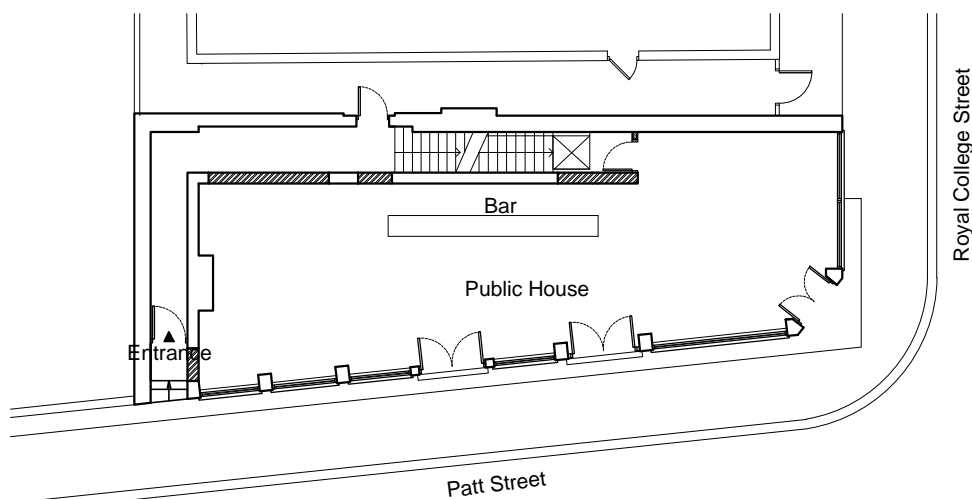 Royal College Street
Bar
Public House
Entrance
Patt Street